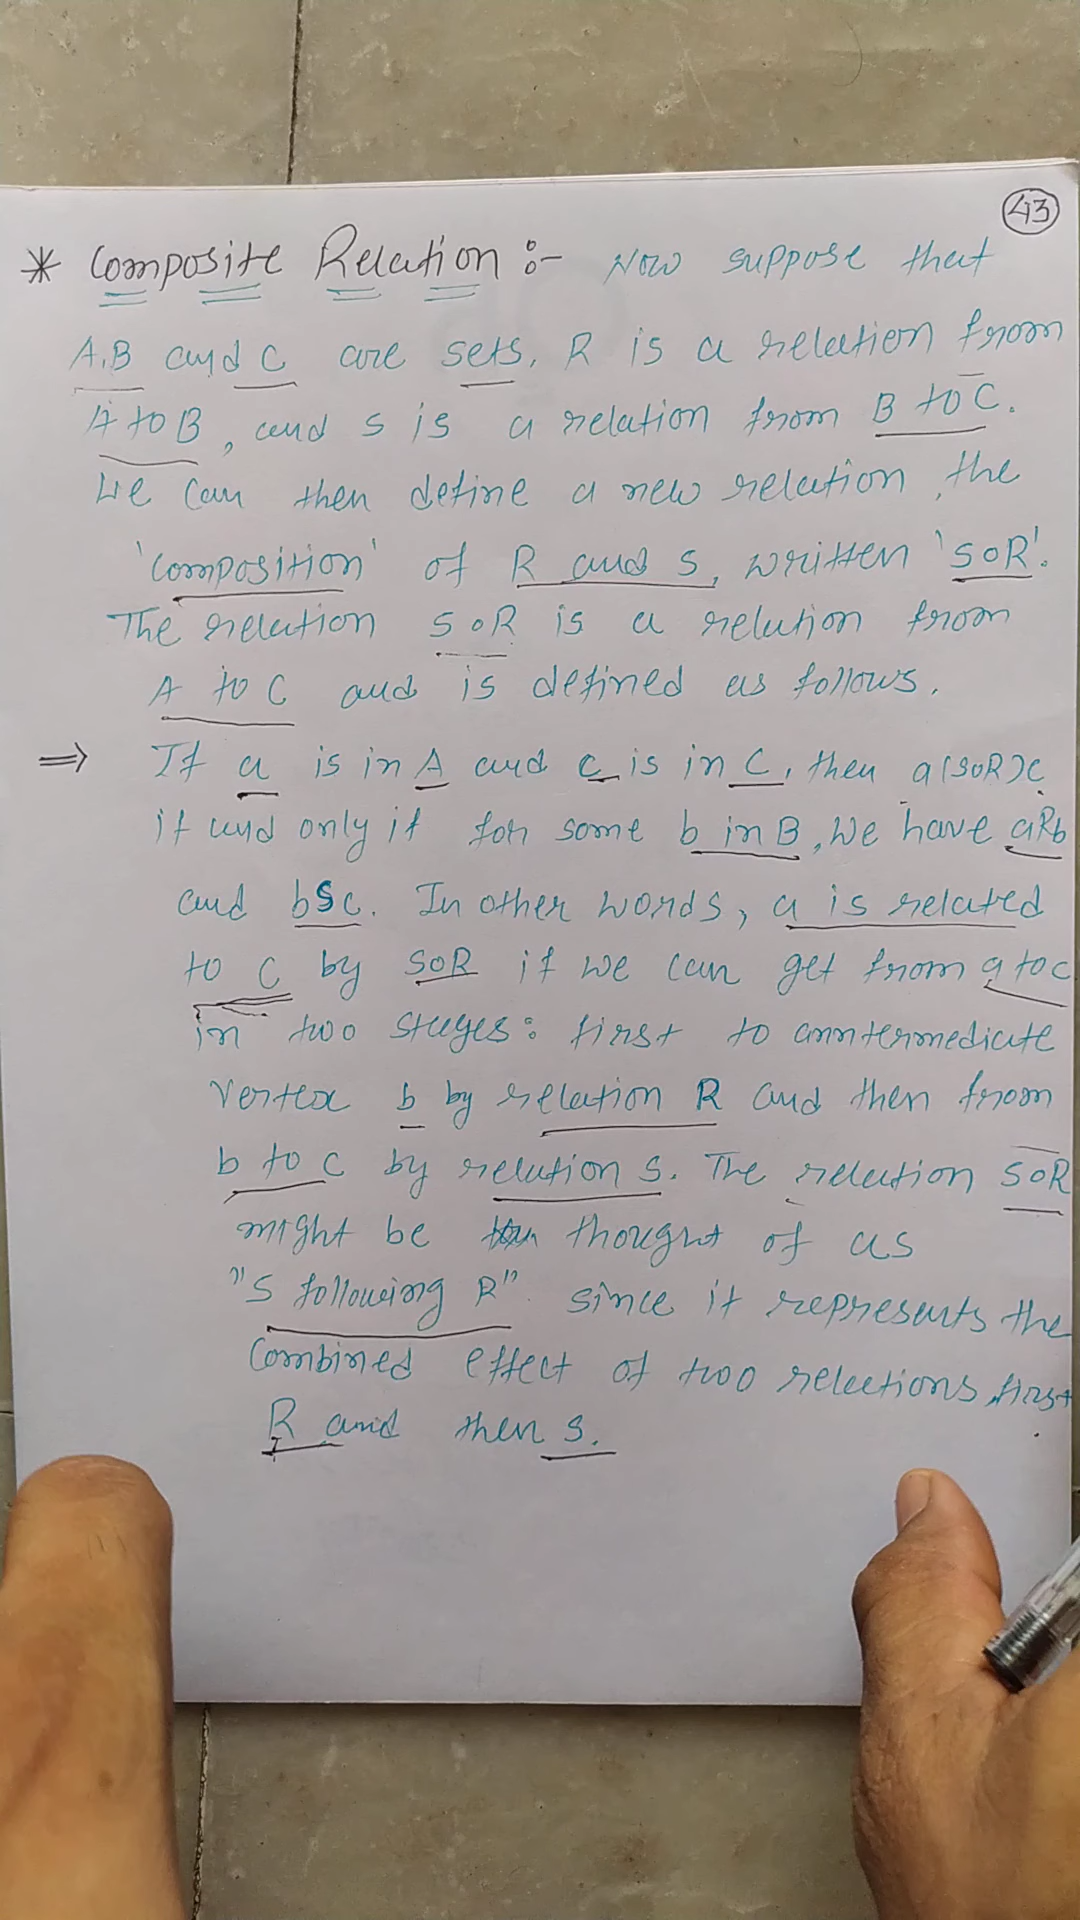 43
* Composite Relation :- Now suppose that
A,B and C are sets, R is a relation from
A to B, and S is a relation from B to C.
We can then define a new relation, the
'composition' of R and S, written 'SoR'.
The relation SoR is a relation from
A to C and is defined as follows.
⇒ If a is in A and c is in C, then a(SoR)c
if and only if for some b in B, we have aRb
and bSc. In other words, a is related
to C by SoR if we can get from a to c
in two stages: first to anntermediate
vertex b by relation R and then from
b to c by relation S. The relation SoR
might be thought of as
"S following R" since it represents the
combined effect of two relections, first
R and then S.